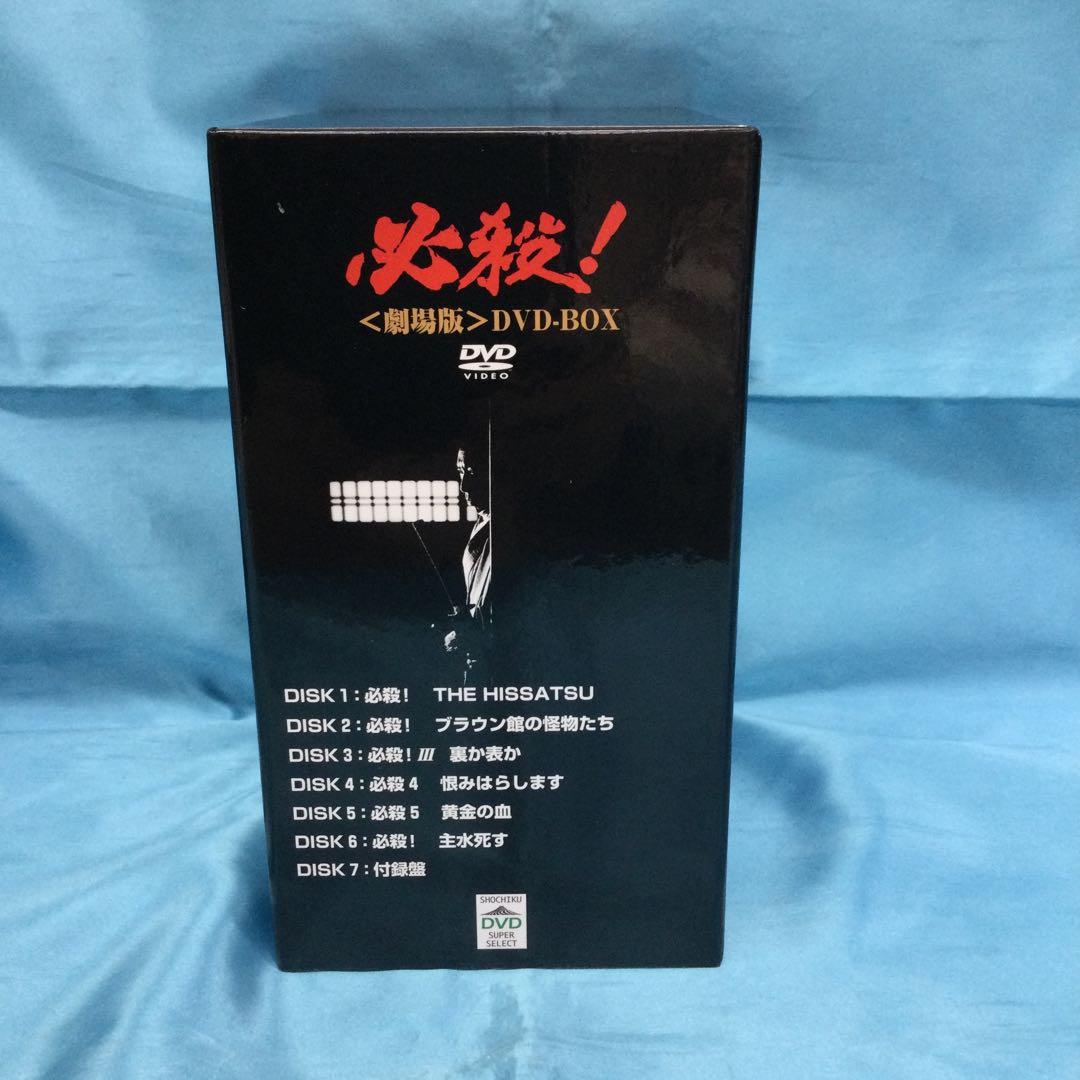 必殺!
<劇場版>DVD-BOX
DVD
VIDEO
DISK 1:必殺! THE HISSATSU
DISK 2:必殺! ブラウン館の怪物たち
DISK 3:必殺!III 裏か表か
DISK 4:必殺4 恨みはらします
DISK 5:必殺5 黄金の血
DISK 6:必殺! 主水死す
DISK 7:付録盤
SHOCHIKU
DVD
SUPER
SELECT